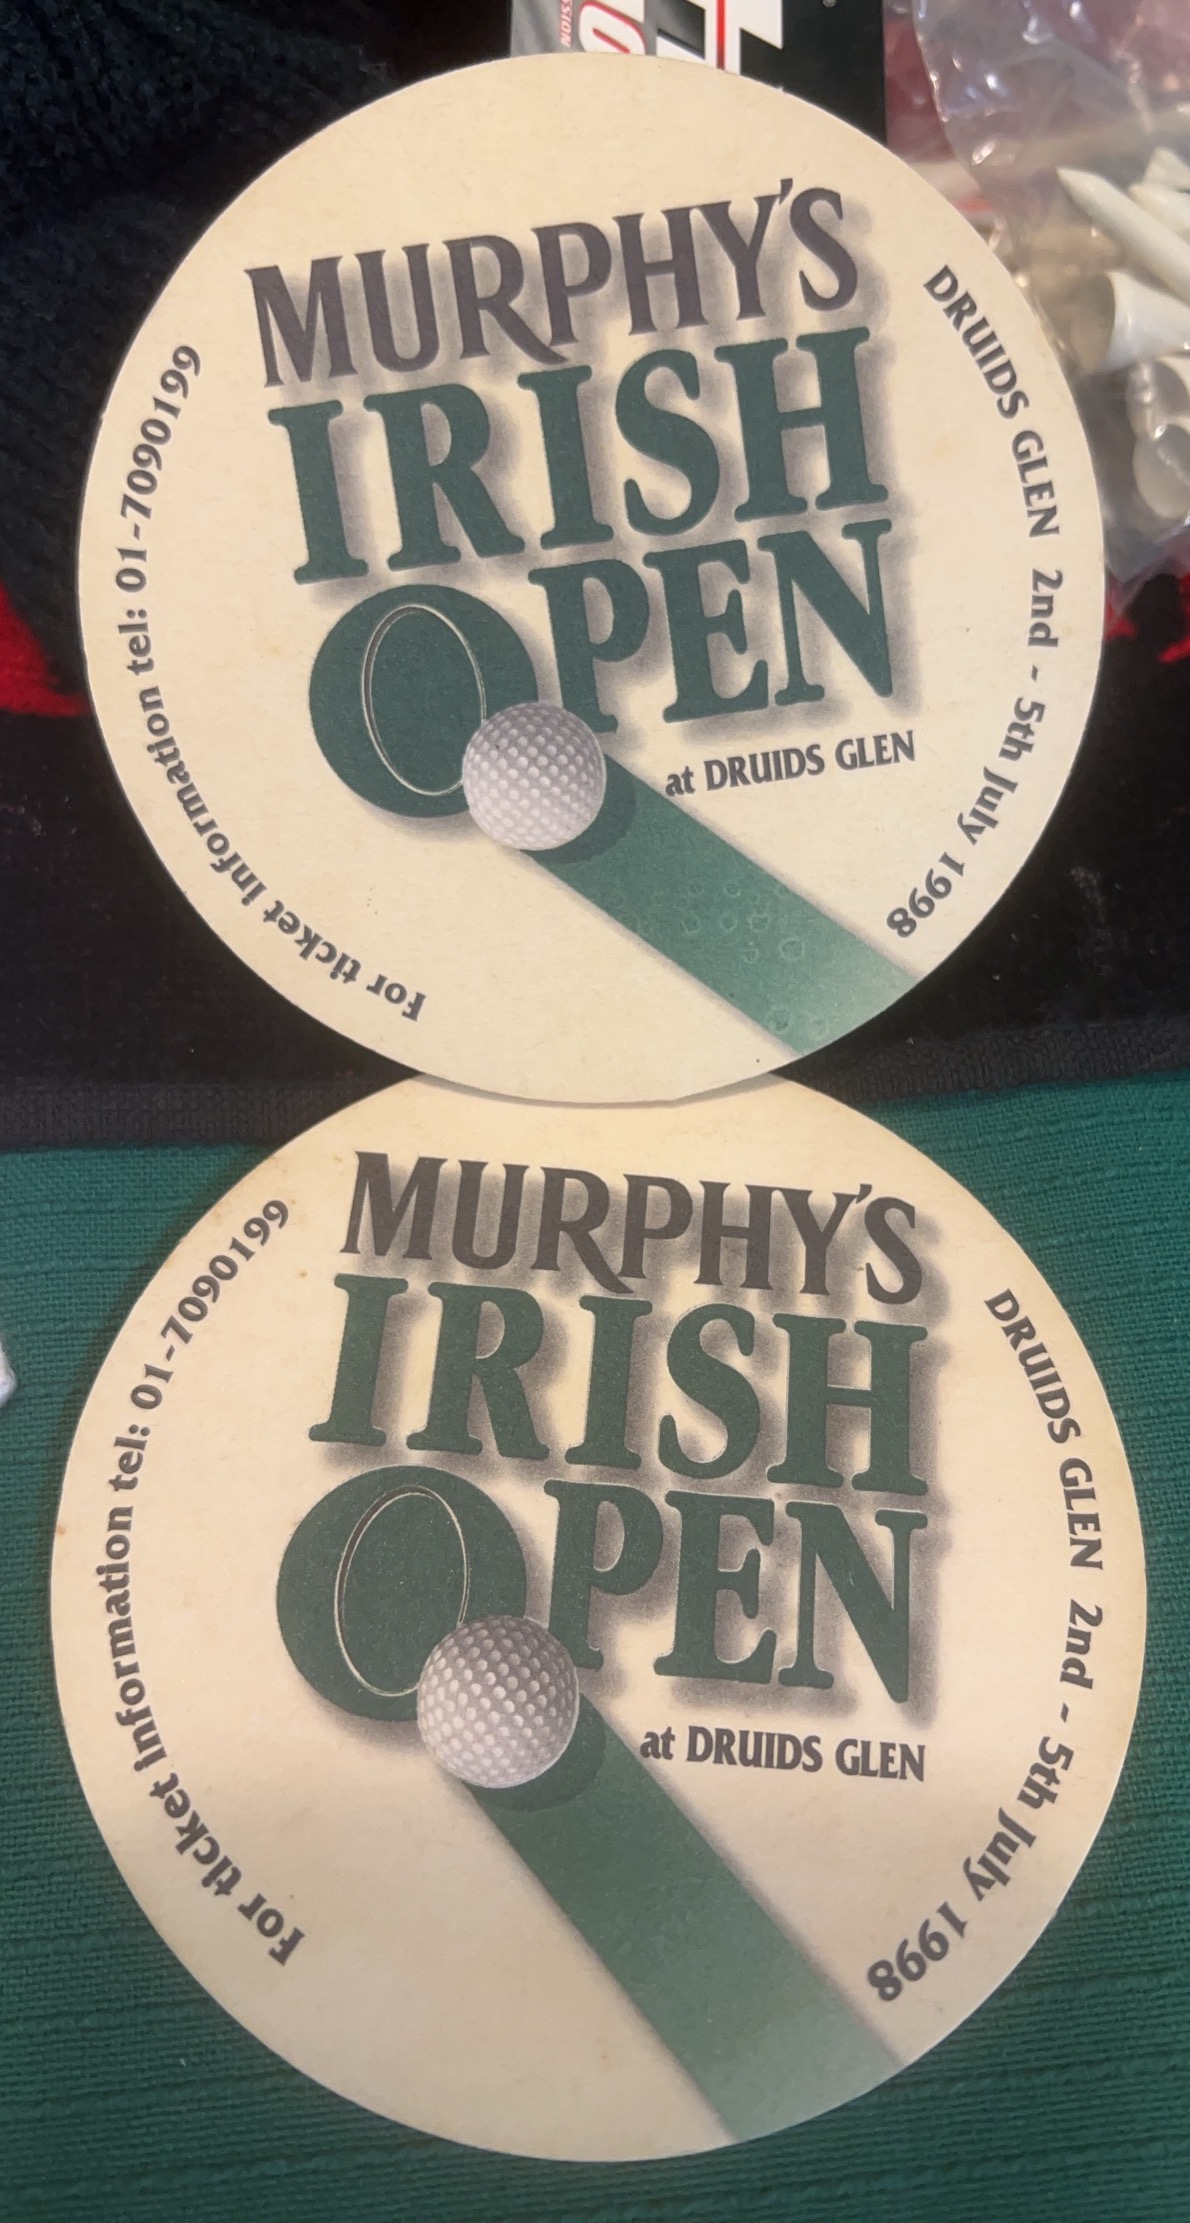 MURPHY'S
IRISH
OPEN
at DRUIDS GLEN
DRUIDS GLEN 2nd - 5th July 1998
For ticket Information tel: 01-7090199
MURPHY'S
IRISH
OPEN
at DRUIDS GLEN
DRUIDS GLEN 2nd - 5th July 1998
For ticket Information tel: 01-7090199